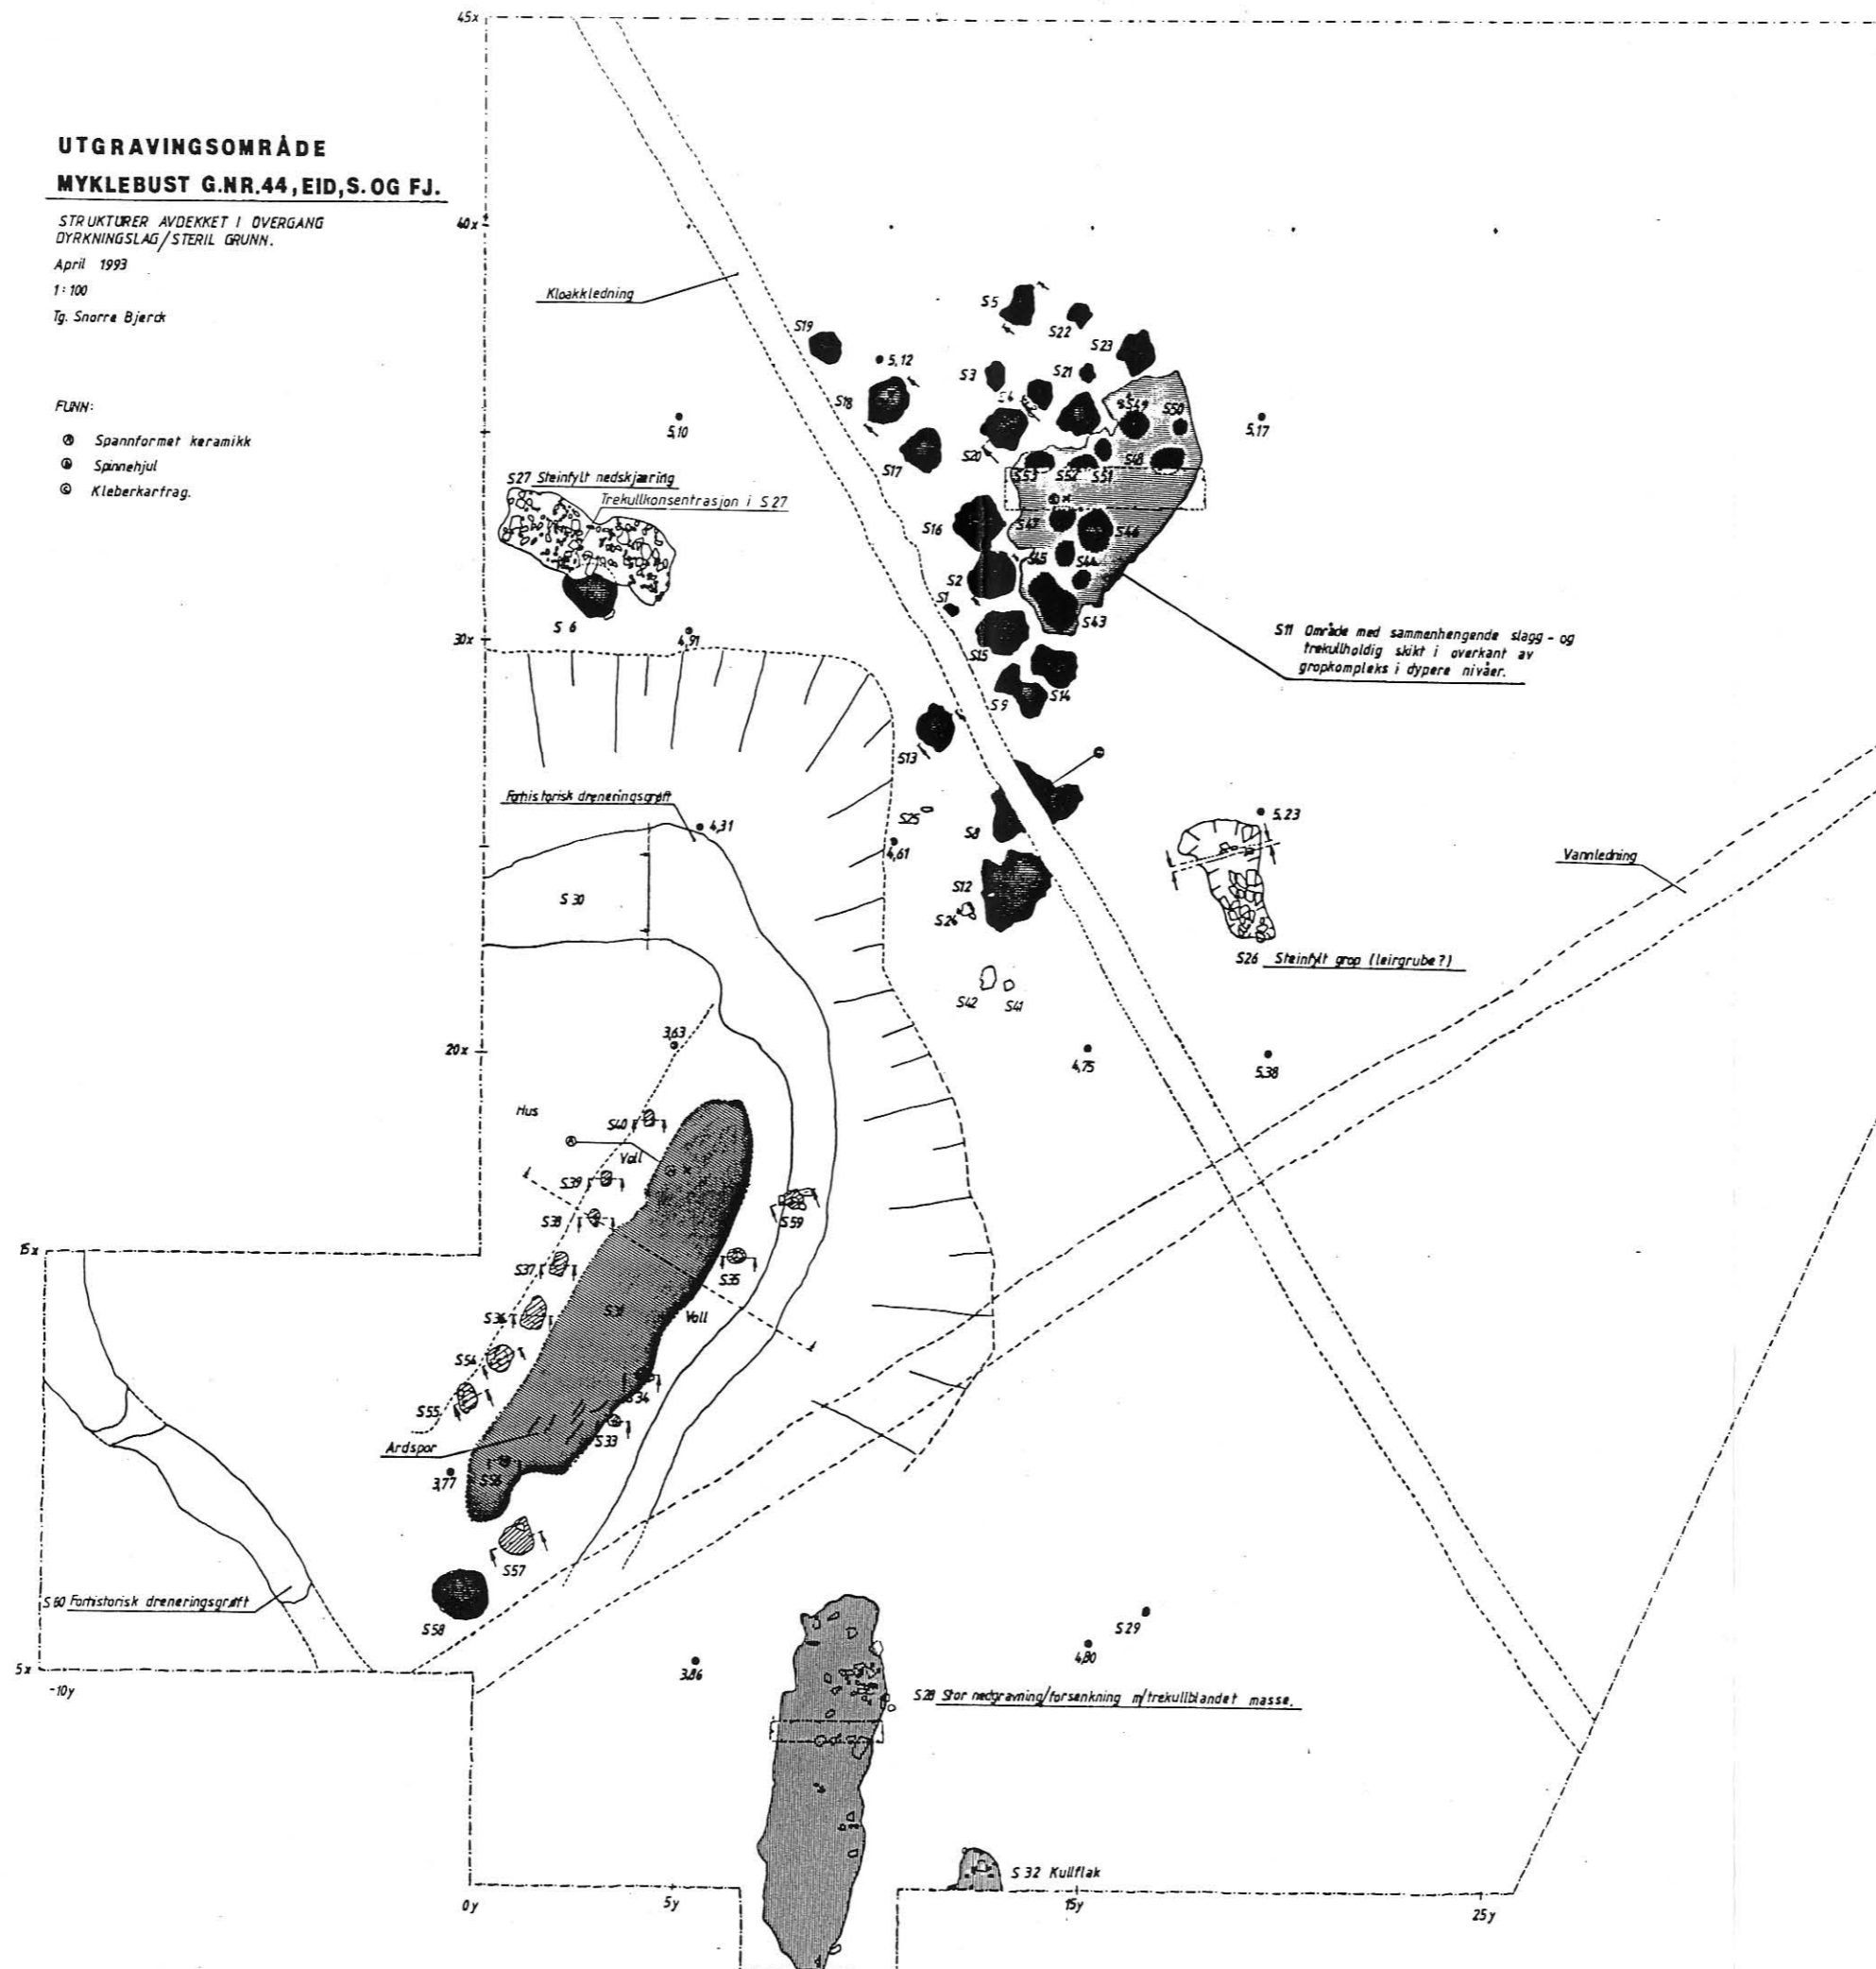 UTGRAVINGSOMRÅDE
MYKLEBUST G.NR.44, EID, S. OG FJ.
STRUKTURER AVDEKKET I OVERGANG
DYRKNINGSLAG/STERIL GRUNN.
April 1993
1:100
Tg. Snorre Bjerck
FUNN:
Spannformet keramikk
Spinnehjul
Kleberkarfrag.
45x
40x
Kloakkledning
S5
S22
S23
S19
5,12
S3
S21
S4
S18
S49
S50
5,10
5,17
S20
S17
S53
S52
S51
S48
S27 Steinfylt nedskjæring
Trekullkonsentrasjon i S27
S16
S47
S46
S2
S45
S44
S1
S43
S6
30x
4,91
S15
S11 Område med sammenhengende slagg- og
trekullholdig skikt i overkant av
gropkompleks i dypere nivåer.
S9
S14
S13
Forhistorisk dreneringsgrøft
4,31
S25
S8
5,23
4,61
Vannledning
S30
S12
S24
S26 Steinfylt grop (leirgrube?)
S42
S41
3,63
20x
4,75
5,38
Hus
S40
Voll
S39
S38
S59
15x
S37
S35
S36
S31
Voll
S54
S55
S34
S33
Ardspor
3,77
S56
S57
S60 Forhistorisk dreneringsgrøft
S58
S29
5x
-10y
3,86
4,80
S28 Stor nedgravning/forsenkning m/trekullblandet masse.
S32 Kullflak
0y
5y
15y
25y